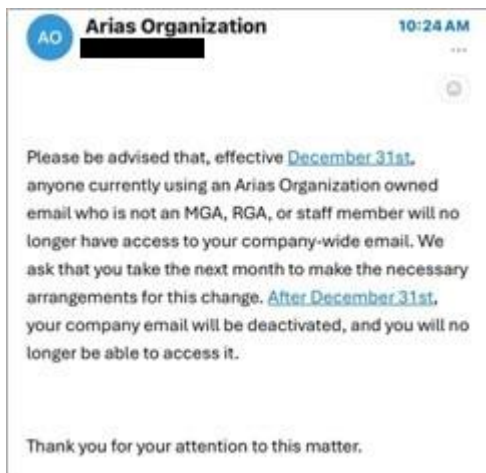 AO
Arias Organization
10:24 AM
...
Please be advised that, effective December 31st,
anyone currently using an Arias Organization owned
email who is not an MGA, RGA, or staff member will no
longer have access to your company-wide email. We
ask that you take the next month to make the necessary
arrangements for this change. After December 31st,
your company email will be deactivated, and you will no
longer be able to access it.
Thank you for your attention to this matter.